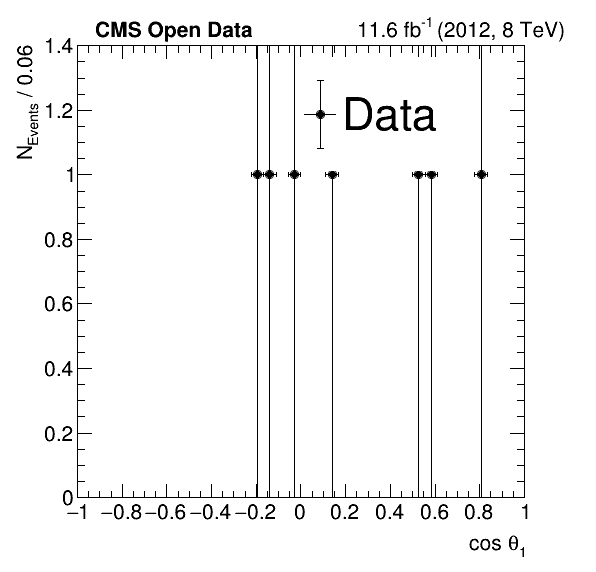 CMS Open Data 11.6 fb⁻¹ (2012, 8 TeV)
N_Events / 0.06
1.4
1.2
1
0.8
0.6
0.4
0.2
0
Data
−1 −0.8 −0.6 −0.4 −0.2 0 0.2 0.4 0.6 0.8 1
cos θ₁